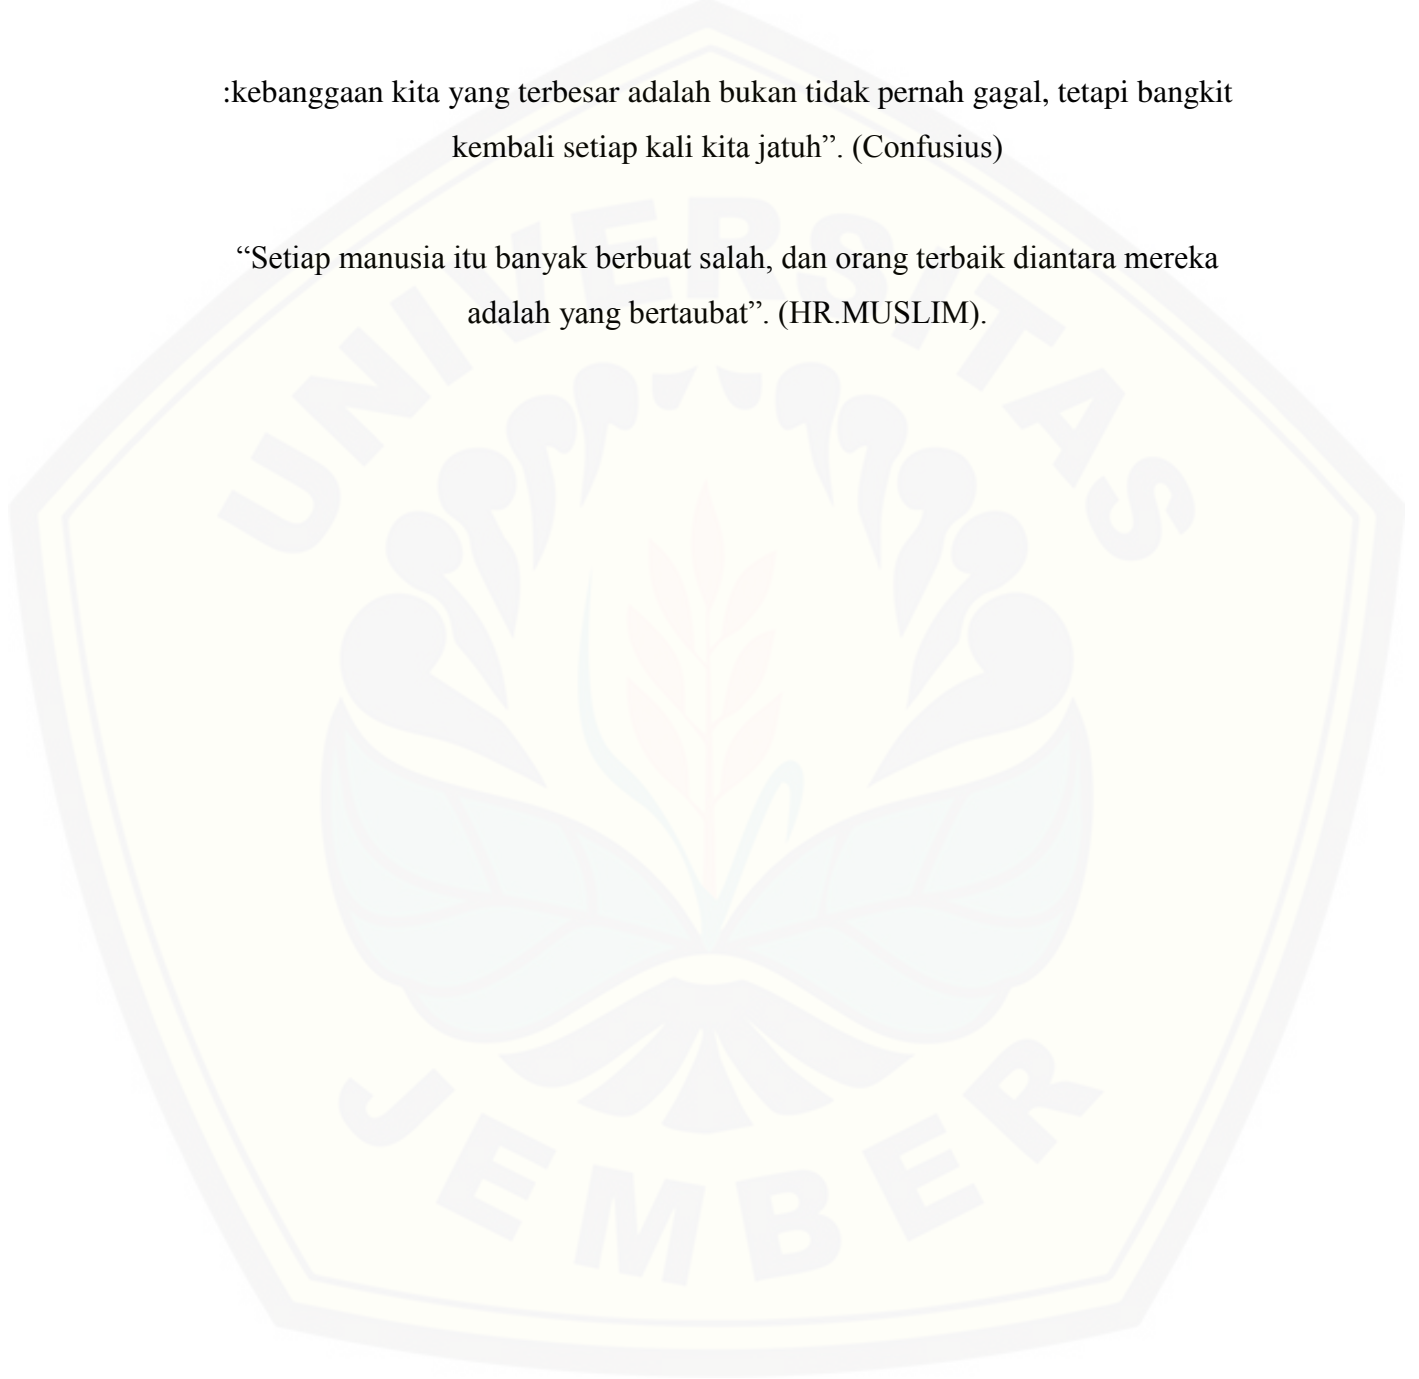 :kebanggaan kita yang terbesar adalah bukan tidak pernah gagal, tetapi bangkit
kembali setiap kali kita jatuh”. (Confusius)
“Setiap manusia itu banyak berbuat salah, dan orang terbaik diantara mereka
adalah yang bertaubat”. (HR.MUSLIM).
UNIVERSITAS
JEMBER